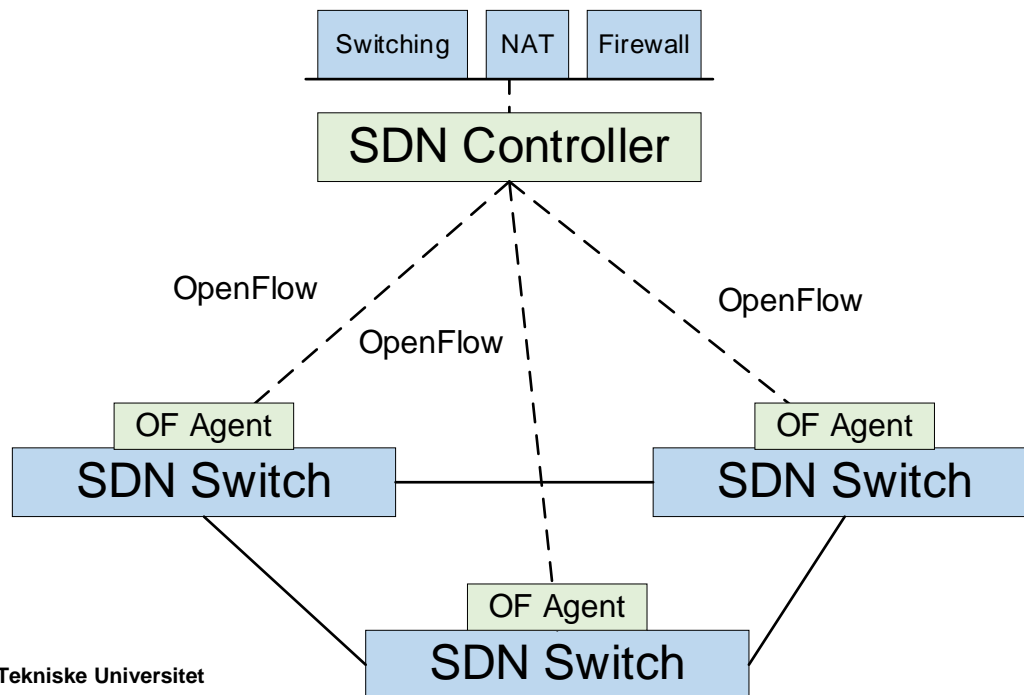 Switching
NAT
Firewall
SDN Controller
OpenFlow
OpenFlow
OpenFlow
OF Agent
SDN Switch
OF Agent
SDN Switch
OF Agent
SDN Switch
Tekniske Universitet